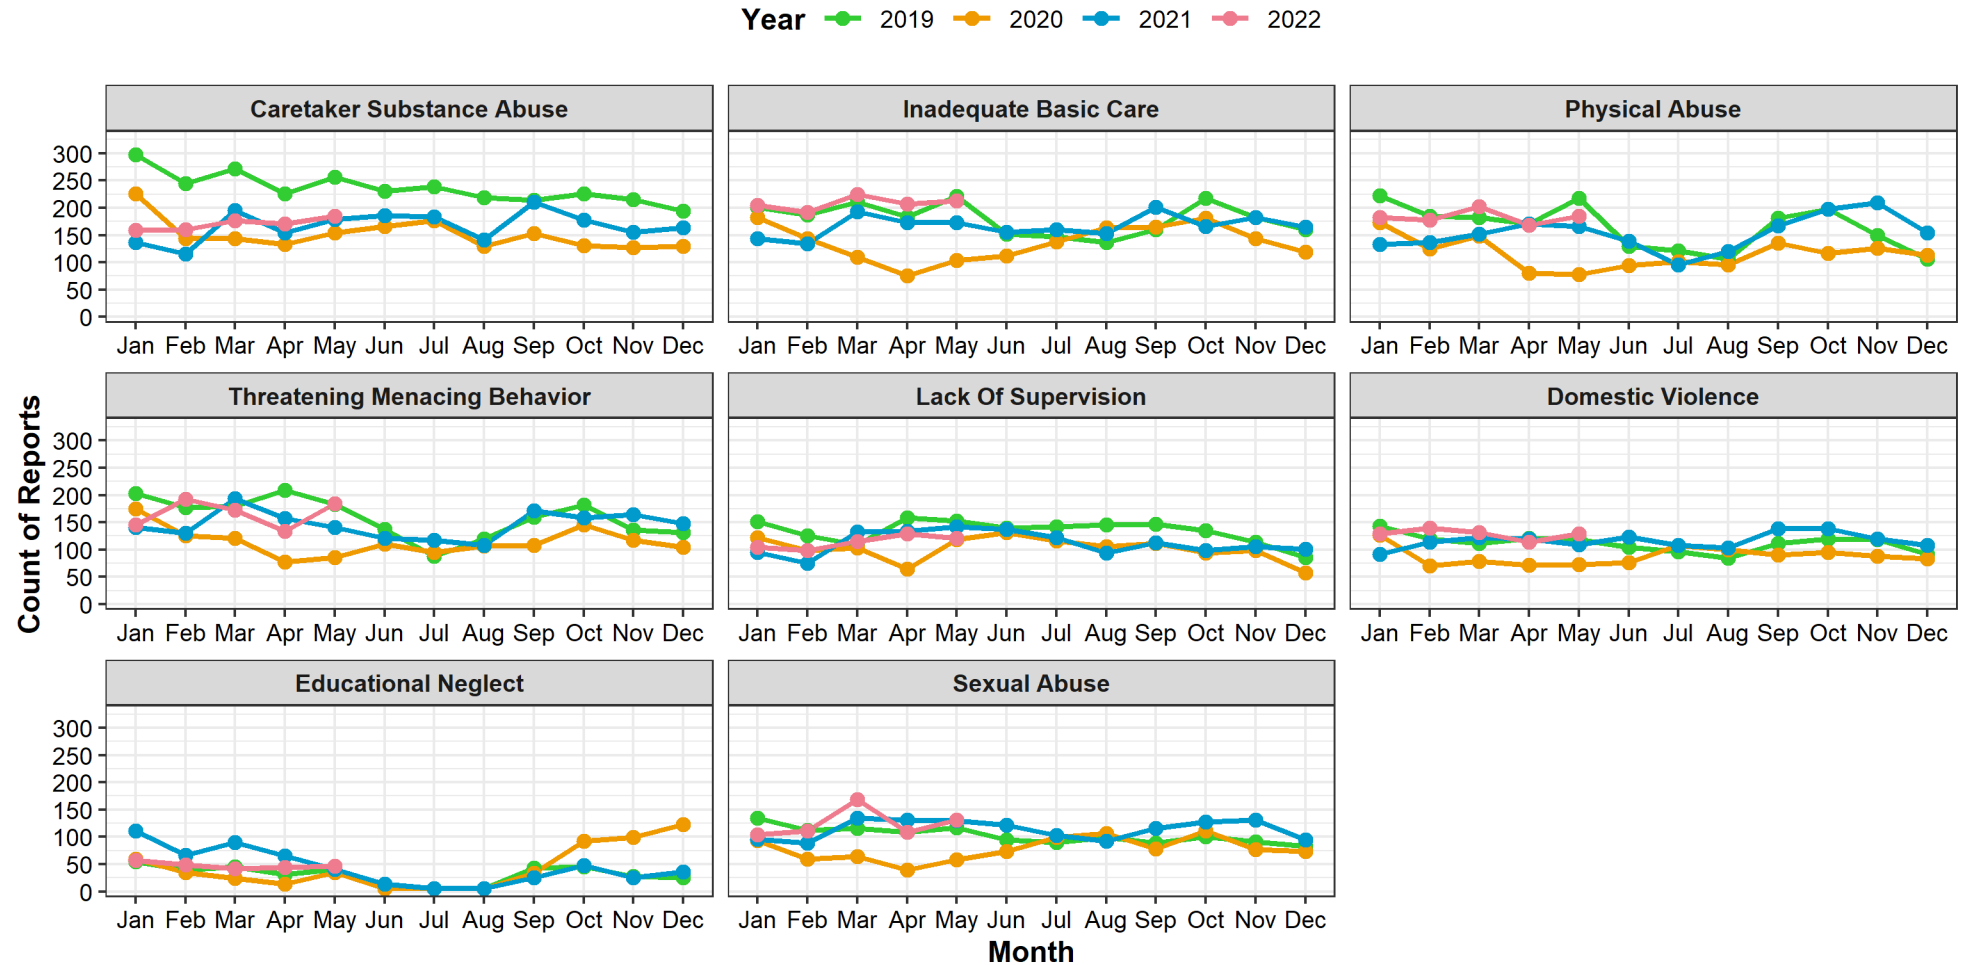 Year 2019 2020 2021 2022
Caretaker Substance Abuse Inadequate Basic Care Physical Abuse
300
250
200
150
100
50
0
Jan Feb Mar Apr May Jun Jul Aug Sep Oct Nov Dec Jan Feb Mar Apr May Jun Jul Aug Sep Oct Nov Dec Jan Feb Mar Apr May Jun Jul Aug Sep Oct Nov Dec
Threatening Menacing Behavior Lack Of Supervision Domestic Violence
Count of Reports
300
250
200
150
100
50
0
Jan Feb Mar Apr May Jun Jul Aug Sep Oct Nov Dec Jan Feb Mar Apr May Jun Jul Aug Sep Oct Nov Dec Jan Feb Mar Apr May Jun Jul Aug Sep Oct Nov Dec
Educational Neglect Sexual Abuse
300
250
200
150
100
50
0
Jan Feb Mar Apr May Jun Jul Aug Sep Oct Nov Dec Jan Feb Mar Apr May Jun Jul Aug Sep Oct Nov Dec
Month